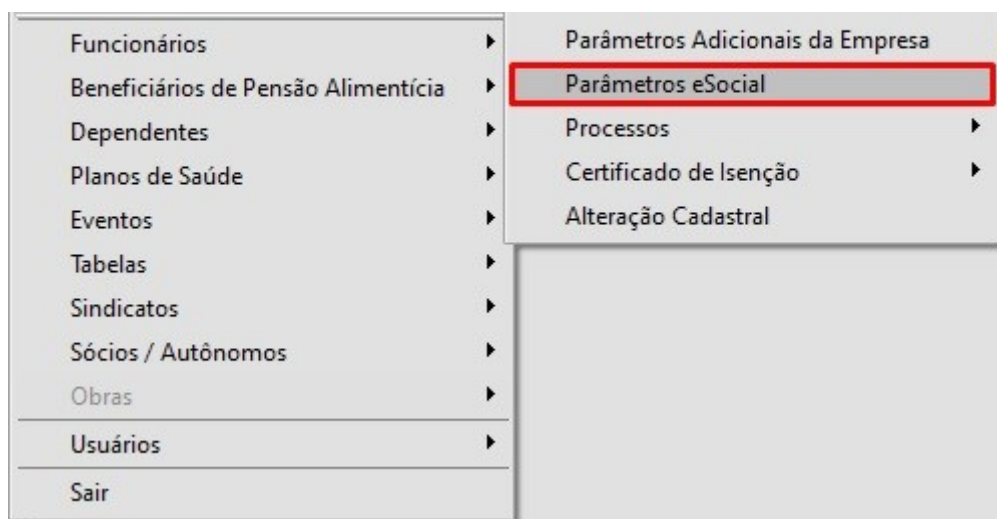 Funcionários
Beneficiários de Pensão Alimentícia
Dependentes
Planos de Saúde
Eventos
Tabelas
Sindicatos
Sócios / Autônomos
Obras
Usuários
Sair
Parâmetros Adicionais da Empresa
Parâmetros eSocial
Processos
Certificado de Isenção
Alteração Cadastral